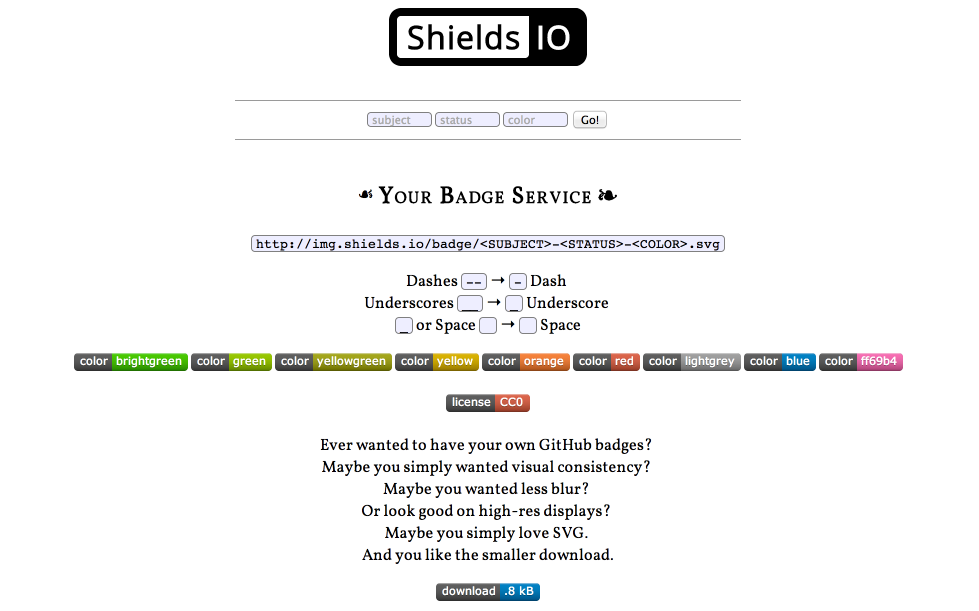 Shields IO
subject status color Go!
☙ Your Badge Service ❧
http://img.shields.io/badge/<SUBJECT>-<STATUS>-<COLOR>.svg
Dashes -- → - Dash
Underscores __ → _ Underscore
_ or Space → Space
color brightgreen color green color yellowgreen color yellow color orange color red color lightgrey color blue color ff69b4
license CC0
Ever wanted to have your own GitHub badges?
Maybe you simply wanted visual consistency?
Maybe you wanted less blur?
Or look good on high-res displays?
Maybe you simply love SVG.
And you like the smaller download.
download .8 kB